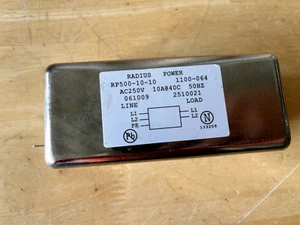 RADIUS POWER
RP500-10-10 1100-064
AC250V 10A@40C 50HZ
061009 2510021
LINE LOAD
L1 L1
L2 L2
PE
N
133208